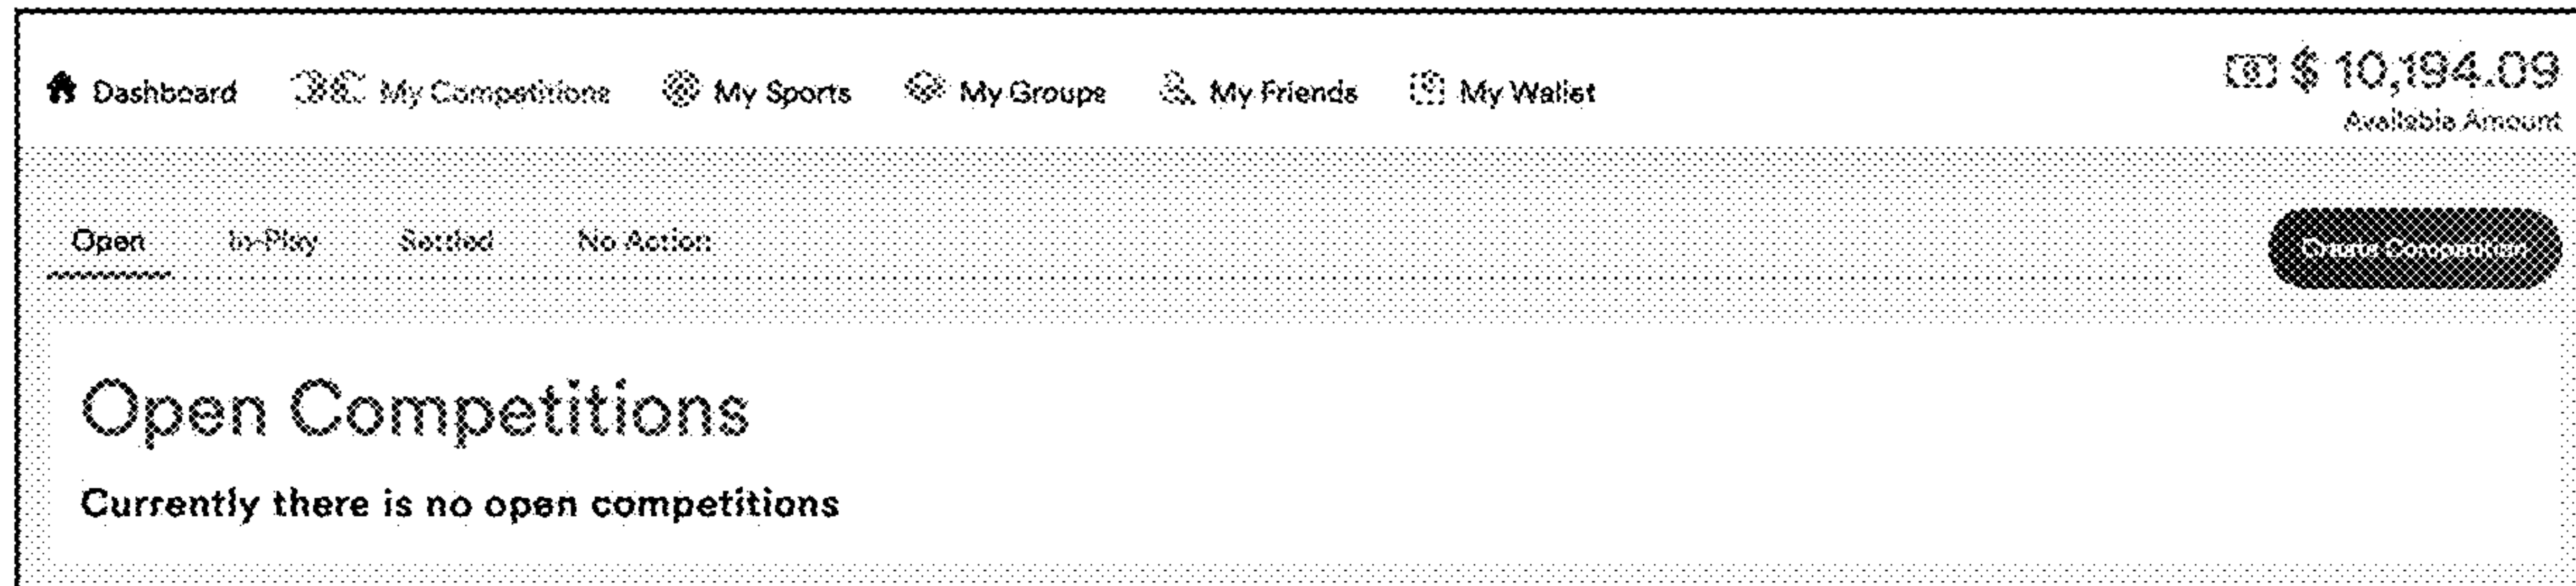 Dashboard My Competitions My Sports My Groups My Friends My Wallet $ 10,194.09
Available Amount
Open In-Play Settled No Action Create Competition
Open Competitions
Currently there is no open competitions